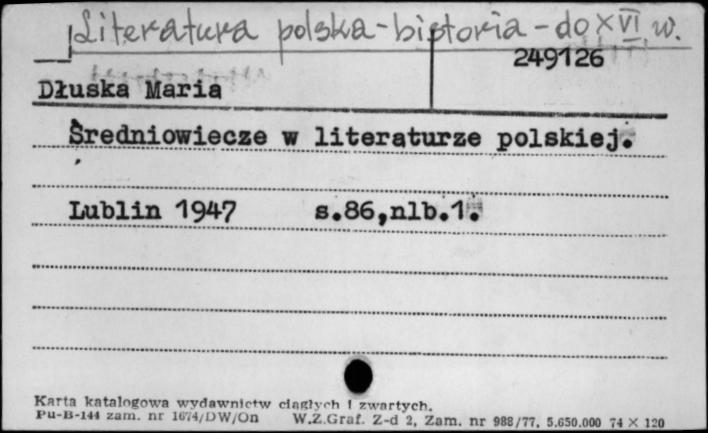 Literatura polska - historia - do XVI w.
249126
Dłuska Maria
Średniowiecze w literaturze polskiej.
Lublin 1947 s.86,nlb.1.
Karta katalogowa wydawnictw ciągłych i zwartych.
Pu-B-144 zam. nr 1674/DW/On W.Z.Graf. Z-d 2, Zam. nr 988/77. 5.650.000 74 × 120